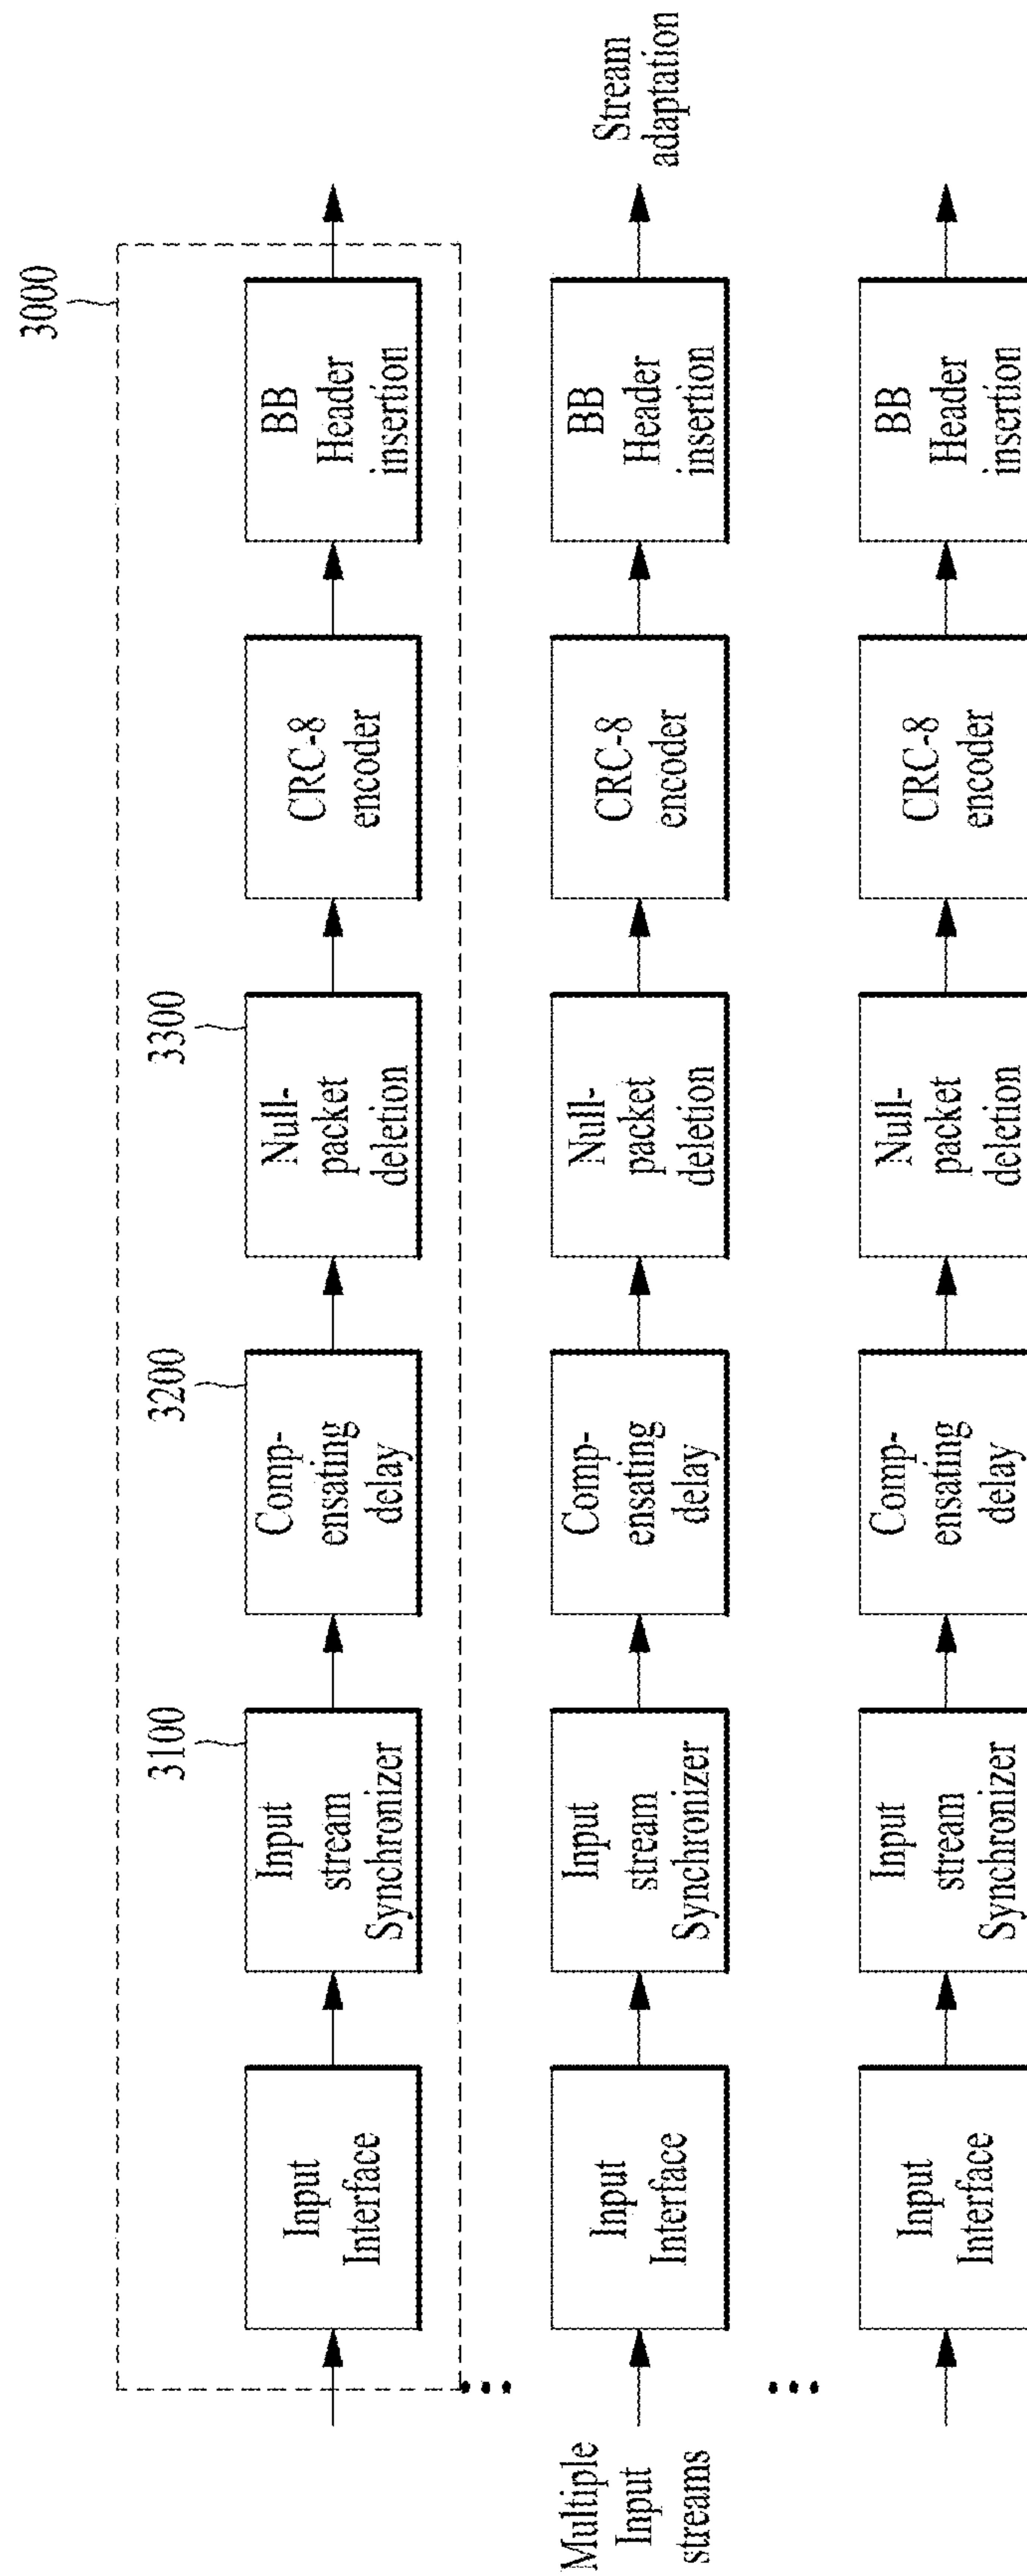 3000
3100
3200
3300
Input
Interface
Input
stream
Synchronizer
Comp-
ensating
delay
Null-
packet
deletion
CRC-8
encoder
BB
Header
insertion
Multiple
Input
streams
Input
Interface
Input
stream
Synchronizer
Comp-
ensating
delay
Null-
packet
deletion
CRC-8
encoder
BB
Header
insertion
Stream
adaptation
Input
Interface
Input
stream
Synchronizer
Comp-
ensating
delay
Null-
packet
deletion
CRC-8
encoder
BB
Header
insertion